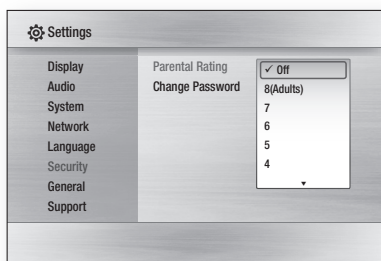 Settings
Display
Audio
System
Network
Language
Security
General
Support
Parental Rating
Change Password
✓ Off
8(Adults)
7
6
5
4